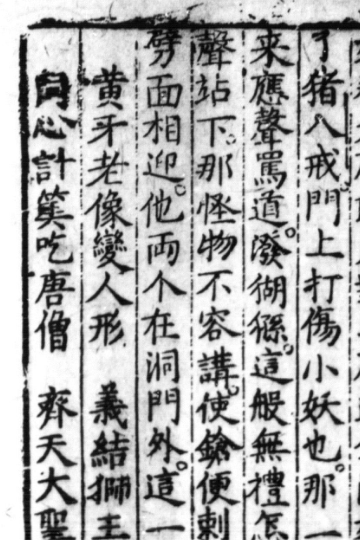 了猪八戒門上打傷小妖也。那一
来應聲罵道。潑猢猻。這般無禮怎
聲站下。那怪物不容講。使鎗便刺
劈面相迎。他両个在洞門外。這一
黄牙老像變人形　義結獅王
同心計筭吃唐僧　齊天大聖